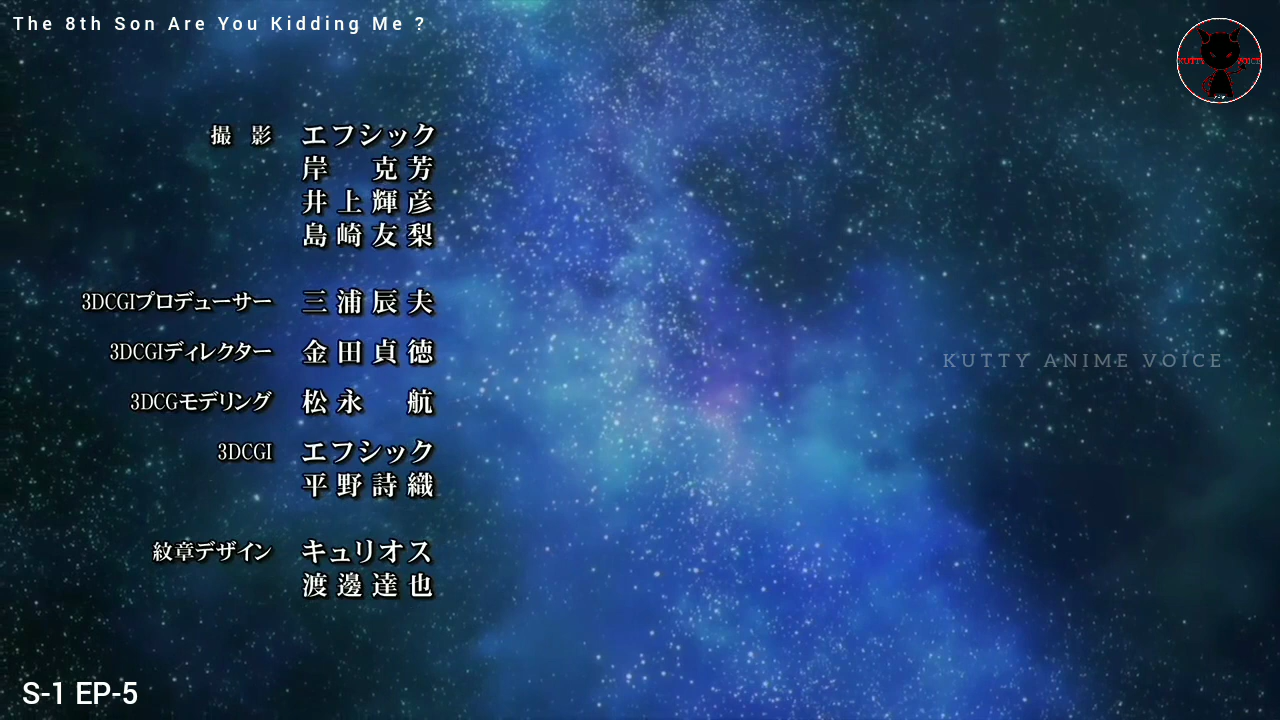 The 8th Son Are You Kidding Me ?
KUTTY VOICE
撮 影 エフシック
岸 克芳
井上輝彦
島崎友梨
3DCGIプロデューサー 三浦辰夫
3DCGIディレクター 金田貞徳
KUTTY ANIME VOICE
3DCGモデリング 松永 航
3DCGI エフシック
平野詩織
紋章デザイン キュリオス
渡邊達也
S-1 EP-5